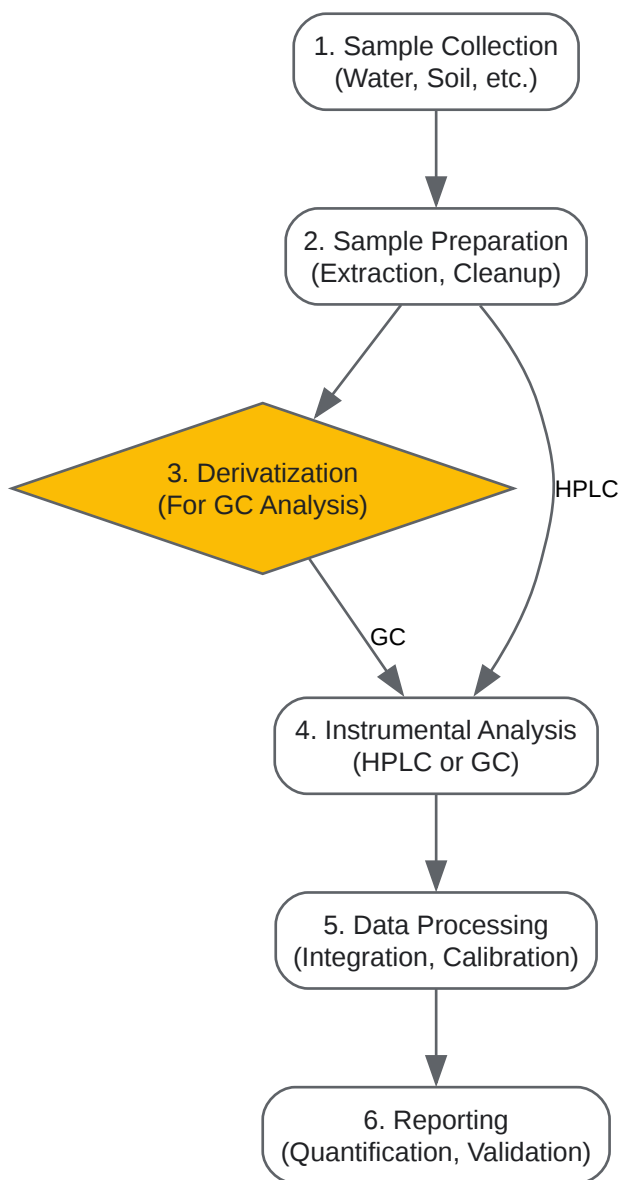 1. Sample Collection
(Water, Soil, etc.)
2. Sample Preparation
(Extraction, Cleanup)
3. Derivatization
(For GC Analysis)
HPLC
GC
4. Instrumental Analysis
(HPLC or GC)
5. Data Processing
(Integration, Calibration)
6. Reporting
(Quantification, Validation)